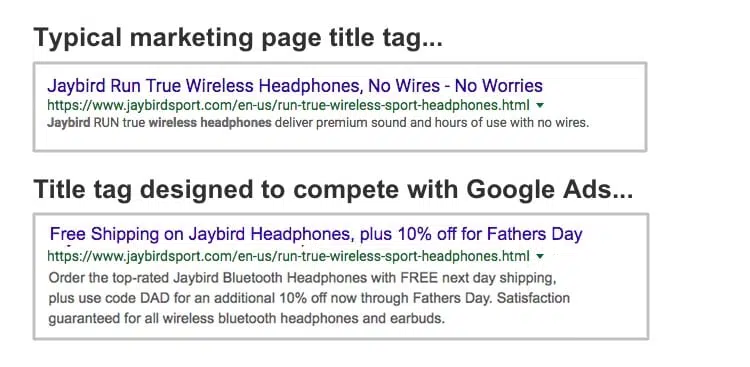 Typical marketing page title tag...
Jaybird Run True Wireless Headphones, No Wires - No Worries
https://www.jaybirdsport.com/en-us/run-true-wireless-sport-headphones.html
Jaybird RUN true wireless headphones deliver premium sound and hours of use with no wires.
Title tag designed to compete with Google Ads...
Free Shipping on Jaybird Headphones, plus 10% off for Fathers Day
https://www.jaybirdsport.com/en-us/run-true-wireless-sport-headphones.html
Order the top-rated Jaybird Bluetooth Headphones with FREE next day shipping,
plus use code DAD for an additional 10% off now through Fathers Day. Satisfaction
guaranteed for all wireless bluetooth headphones and earbuds.